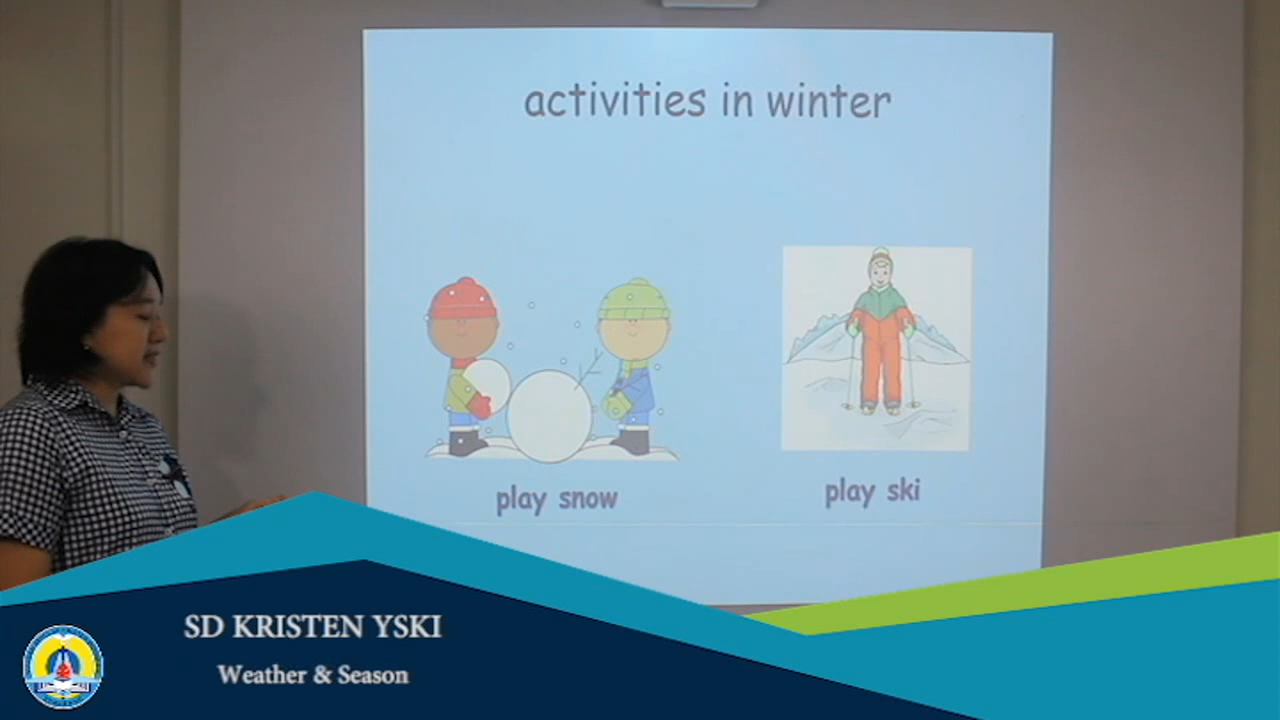 activities in winter
play snow
play ski
SD KRISTEN YSKI
Weather & Season